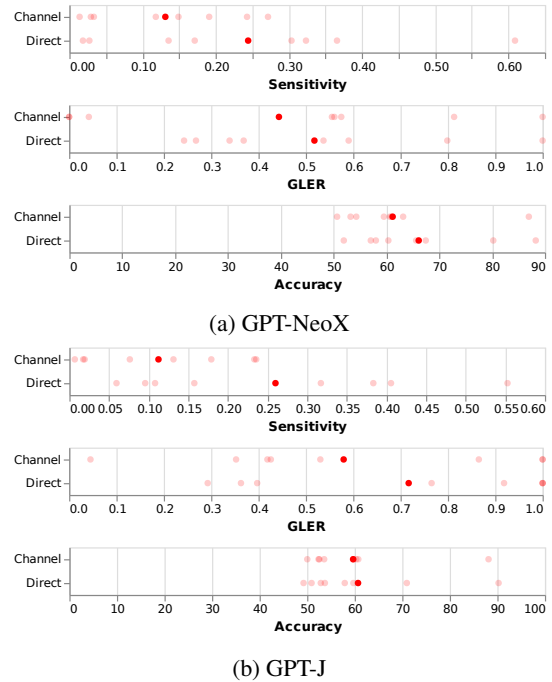 Channel
Direct
0.00 0.10 0.20 0.30 0.40 0.50 0.60
Sensitivity
Channel
Direct
0.0 0.1 0.2 0.3 0.4 0.5 0.6 0.7 0.8 0.9 1.0
GLER
Channel
Direct
0 10 20 30 40 50 60 70 80 90
Accuracy
(a) GPT-NeoX
Channel
Direct
0.00 0.05 0.10 0.15 0.20 0.25 0.30 0.35 0.40 0.45 0.50 0.55 0.60
Sensitivity
Channel
Direct
0.0 0.1 0.2 0.3 0.4 0.5 0.6 0.7 0.8 0.9 1.0
GLER
Channel
Direct
0 10 20 30 40 50 60 70 80 90 100
Accuracy
(b) GPT-J